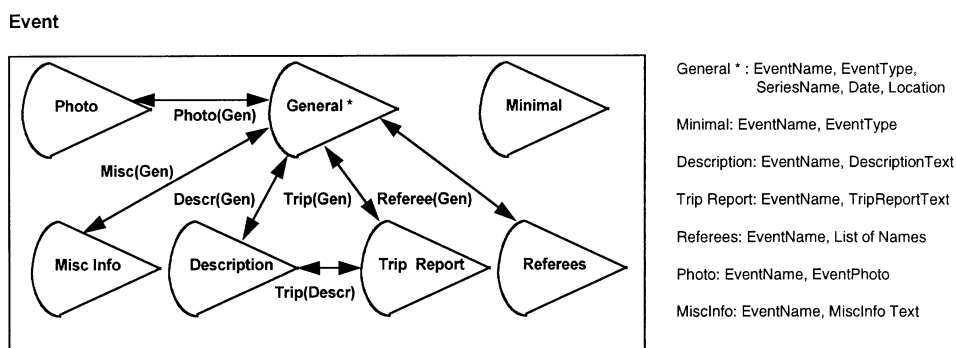 Event
Photo
General *
Minimal
Photo(Gen)
Misc(Gen)
Descr(Gen)
Trip(Gen)
Referee(Gen)
Misc Info
Description
Trip Report
Referees
Trip(Descr)
General * : EventName, EventType,
SeriesName, Date, Location
Minimal: EventName, EventType
Description: EventName, DescriptionText
Trip Report: EventName, TripReportText
Referees: EventName, List of Names
Photo: EventName, EventPhoto
MiscInfo: EventName, MiscInfo Text